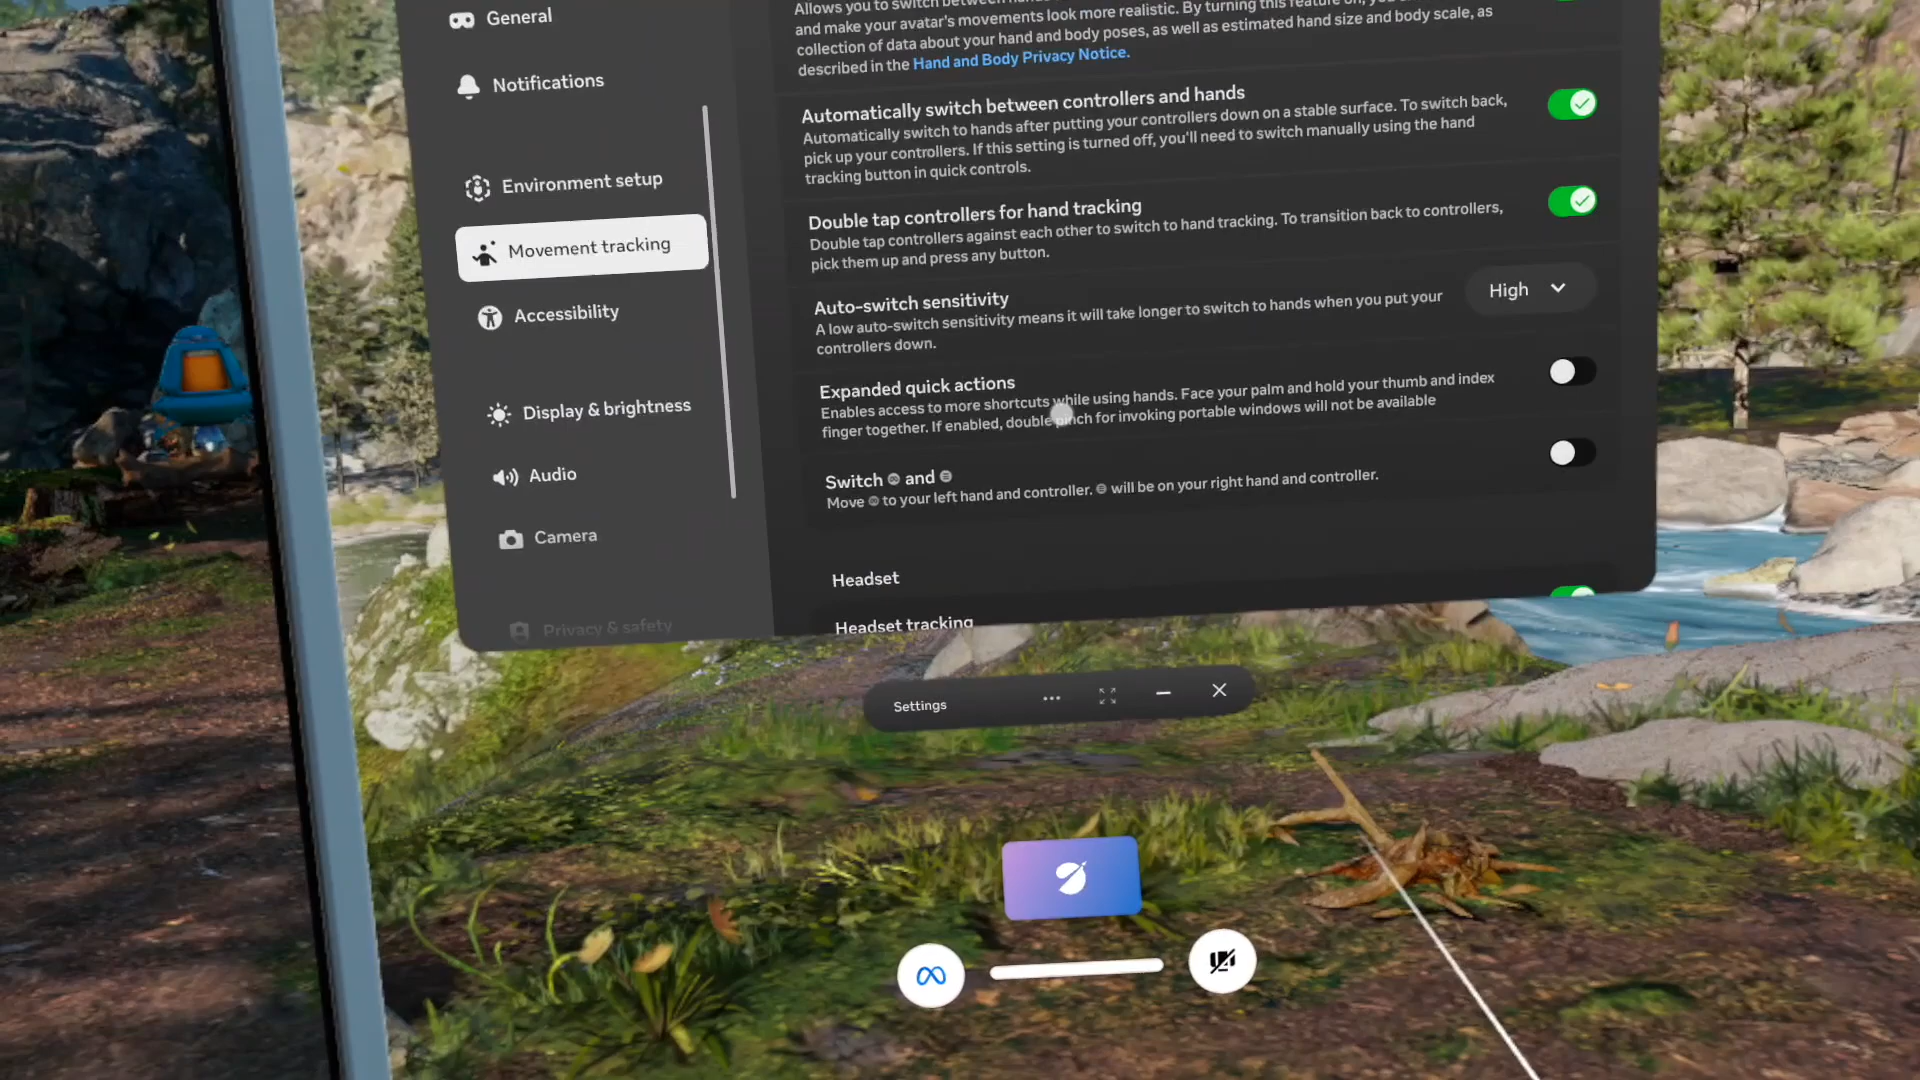 General
Notifications
Environment setup
Movement tracking
Accessibility
Display & brightness
Audio
Camera
Privacy & safety
and make your avatar's movements look more realistic. By turning this feature on, you
collection of data about your hand and body poses, as well as estimated hand size and body scale, as
described in the Hand and Body Privacy Notice.
Automatically switch between controllers and hands
Automatically switch to hands after putting your controllers down on a stable surface. To switch back,
pick up your controllers. If this setting is turned off, you'll need to switch manually using the hand
tracking button in quick controls.
Double tap controllers for hand tracking
Double tap controllers against each other to switch to hand tracking. To transition back to controllers,
pick them up and press any button.
Auto-switch sensitivity
A low auto-switch sensitivity means it will take longer to switch to hands when you put your
controllers down.
High
Expanded quick actions
Enables access to more shortcuts while using hands. Face your palm and hold your thumb and index
finger together. If enabled, double pinch for invoking portable windows will not be available
Switch and
Move to your left hand and controller. will be on your right hand and controller.
Headset
Headset tracking
Settings